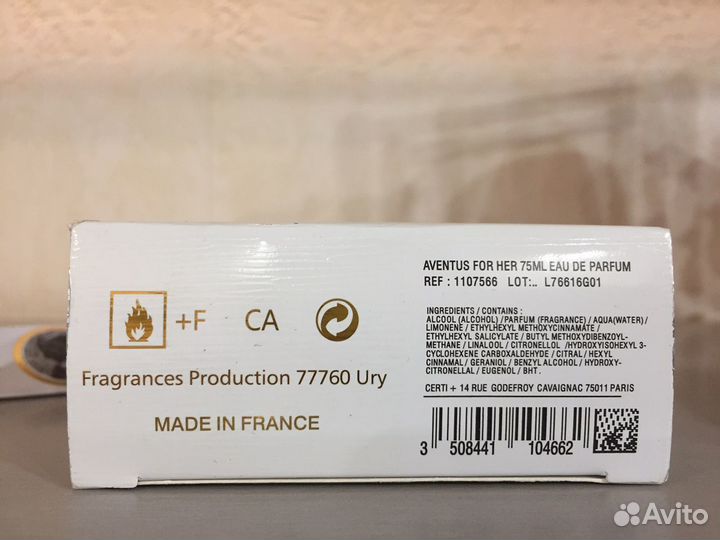 +F CA
Fragrances Production 77760 Ury
MADE IN FRANCE
AVENTUS FOR HER 75ML EAU DE PARFUM
REF : 1107566 LOT:.. L76616G01
INGREDIENTS / CONTAINS :
ALCOOL (ALCOHOL) /PARFUM (FRAGRANCE) / AQUA(WATER) /
LIMONENE / ETHYLHEXYL METHOXYCINNAMATE /
ETHYLHEXYL SALICYLATE / BUTYL METHOXYDIBENZOYL-
METHANE / LINALOOL / CITRONELLOL /HYDROXYISOHEXYL 3-
CYCLOHEXENE CARBOXALDEHYDE / CITRAL / HEXYL
CINNAMAL / GERANIOL / BENZYL ALCOHOL / HYDROXY-
CITRONELLAL / EUGENOL / BHT .
CERTI + 14 RUE GODEFROY CAVAIGNAC 75011 PARIS
3 508441 104662
Avito